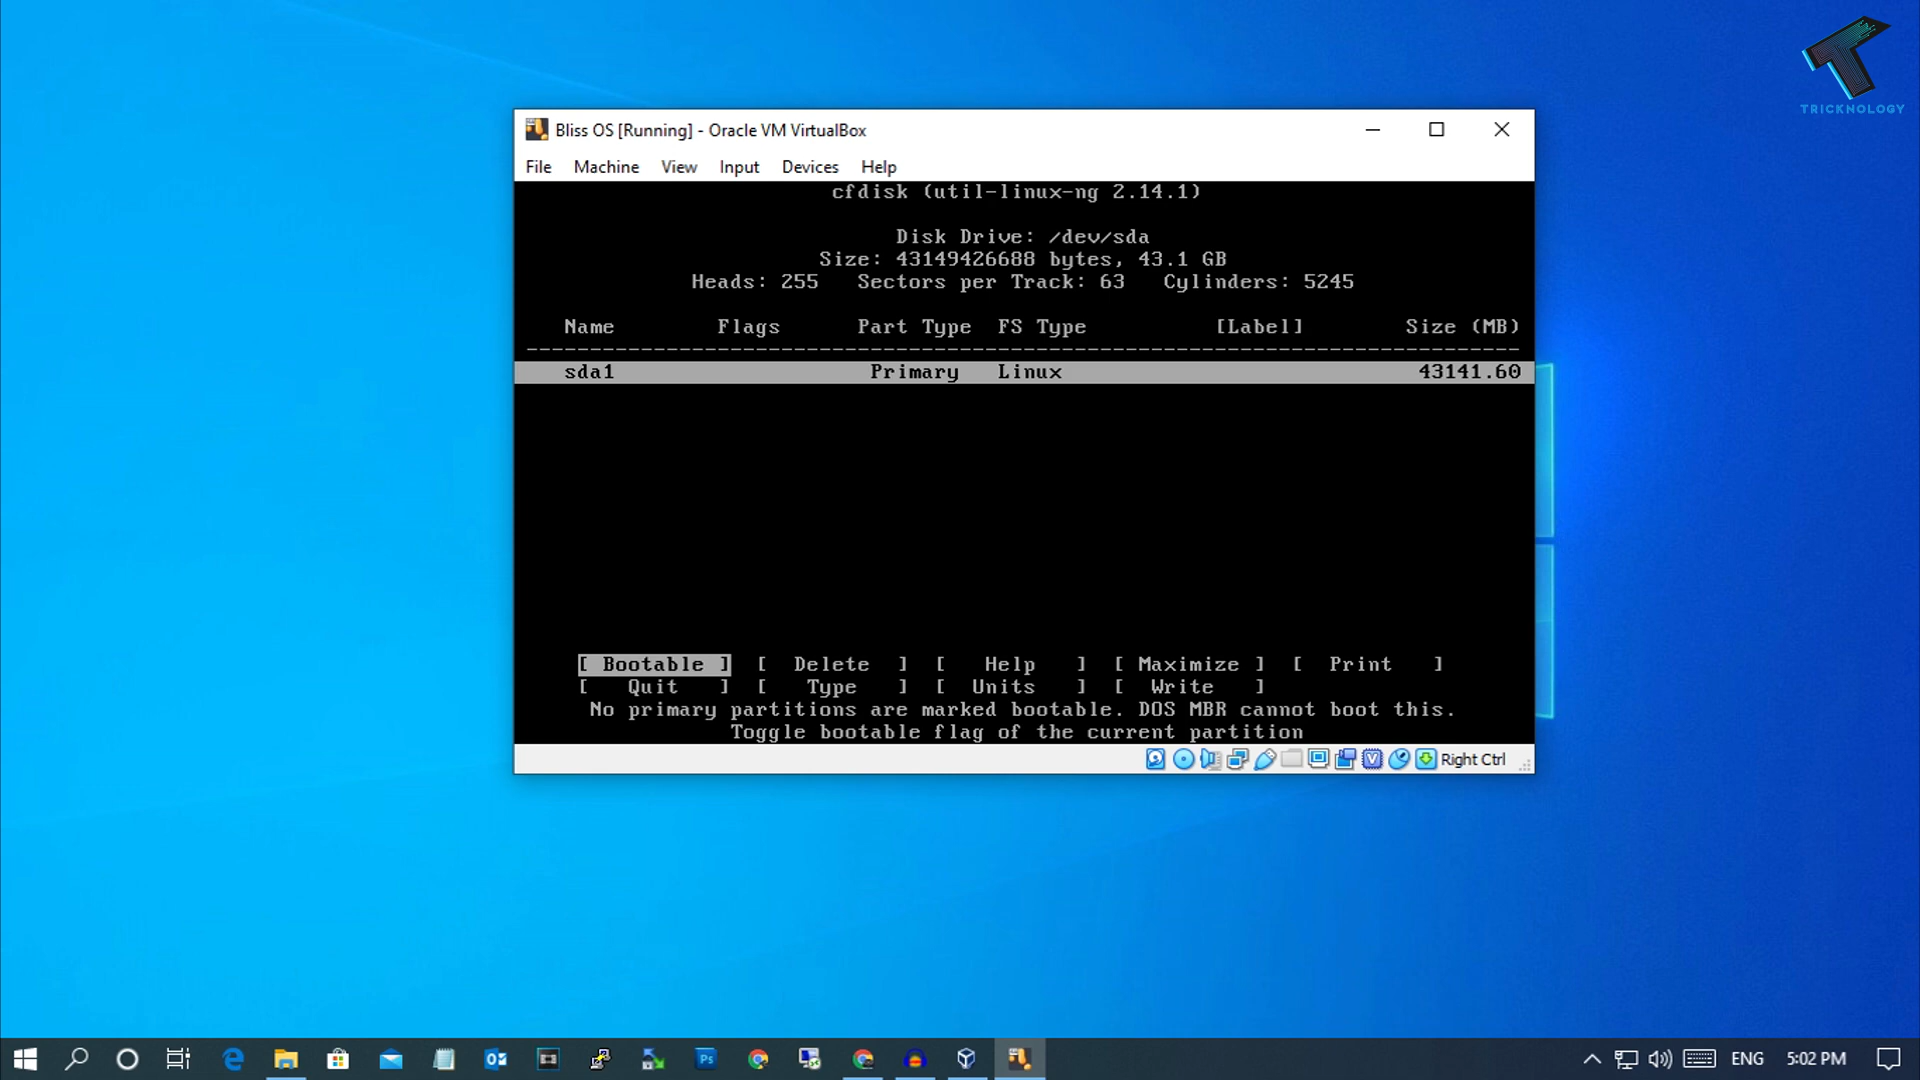 TRICKNOLOGY
Bliss OS [Running] - Oracle VM VirtualBox
File Machine View Input Devices Help
cfdisk (util-linux-ng 2.14.1)
Disk Drive: /dev/sda
Size: 43149426688 bytes, 43.1 GB
Heads: 255 Sectors per Track: 63 Cylinders: 5245
Name Flags Part Type FS Type [Label] Size (MB)
sda1 Primary Linux 43141.60
[ Bootable ] [ Delete ] [ Help ] [ Maximize ] [ Print ]
[ Quit ] [ Type ] [ Units ] [ Write ]
No primary partitions are marked bootable. DOS MBR cannot boot this.
Toggle bootable flag of the current partition
Right Ctrl
Ps
ENG 5:02 PM